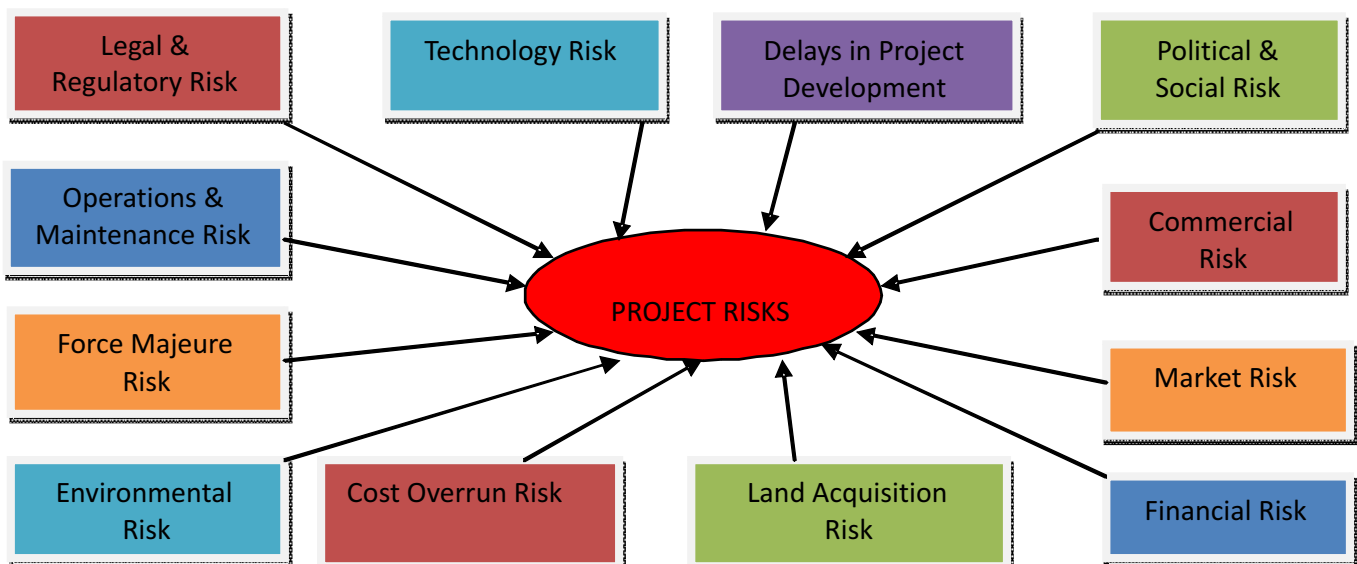 Legal &
Regulatory Risk
Technology Risk
Delays in Project
Development
Political &
Social Risk
Operations &
Maintenance Risk
Commercial
Risk
PROJECT RISKS
Force Majeure
Risk
Market Risk
Environmental
Risk
Cost Overrun Risk
Land Acquisition
Risk
Financial Risk